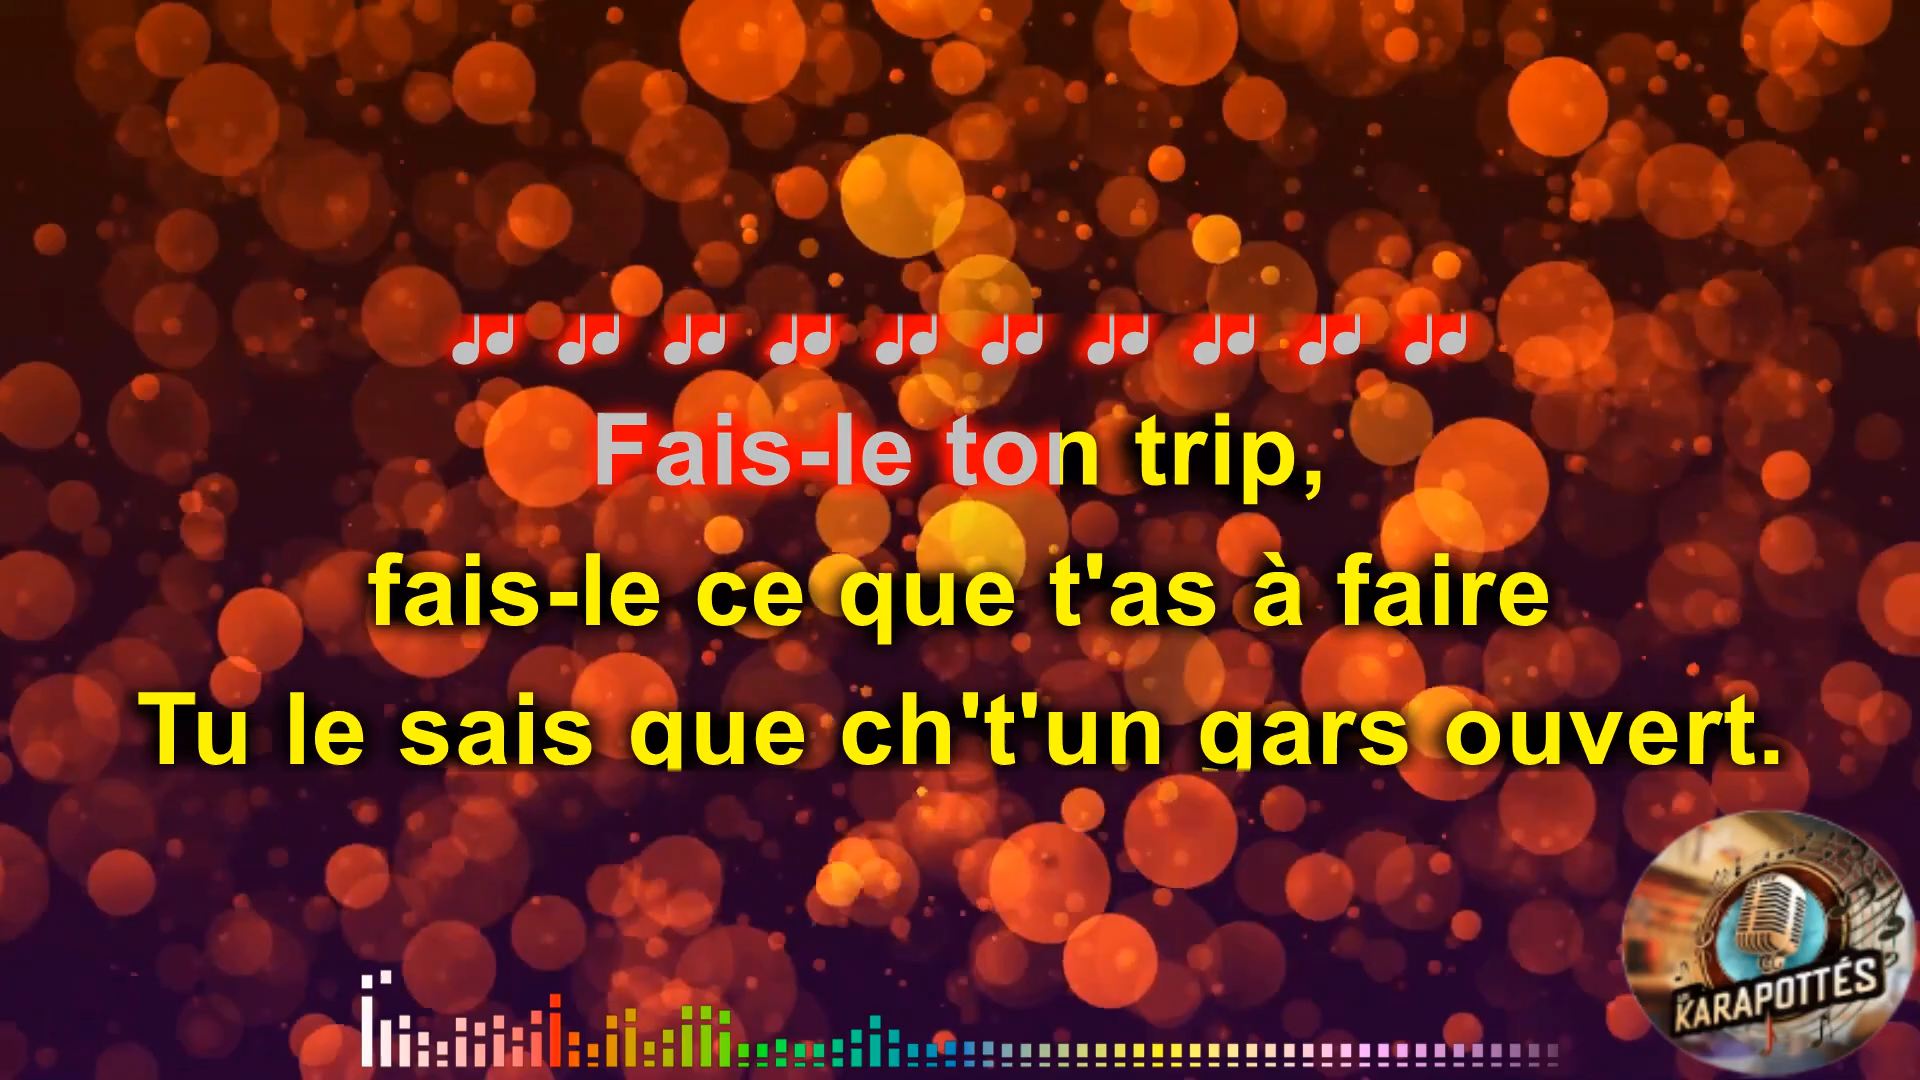 ♫ ♫ ♫ ♫ ♫ ♫ ♫ ♫ ♫ ♫
Fais-le ton trip,
fais-le ce que t'as à faire
Tu le sais que ch't'un gars ouvert.
KARAPOTTÉS